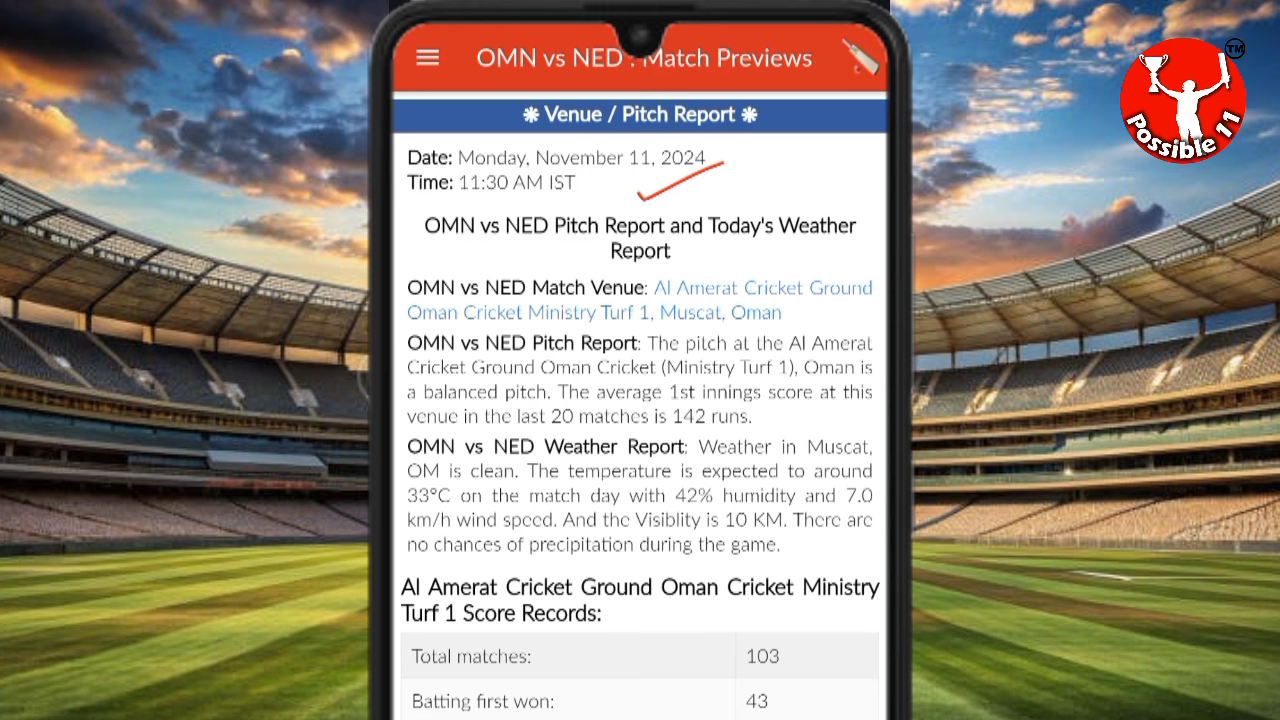 OMN vs NED : Match Previews
TM
Possible 11
❋ Venue / Pitch Report ❋
Date: Monday, November 11, 2024
Time: 11:30 AM IST
OMN vs NED Pitch Report and Today's Weather
Report
OMN vs NED Match Venue: Al Amerat Cricket Ground
Oman Cricket Ministry Turf 1, Muscat, Oman
OMN vs NED Pitch Report: The pitch at the Al Amerat
Cricket Ground Oman Cricket (Ministry Turf 1), Oman is
a balanced pitch. The average 1st innings score at this
venue in the last 20 matches is 142 runs.
OMN vs NED Weather Report: Weather in Muscat,
OM is clean. The temperature is expected to around
33°C on the match day with 42% humidity and 7.0
km/h wind speed. And the Visiblity is 10 KM. There are
no chances of precipitation during the game.
Al Amerat Cricket Ground Oman Cricket Ministry
Turf 1 Score Records:
Total matches: 103
Batting first won: 43